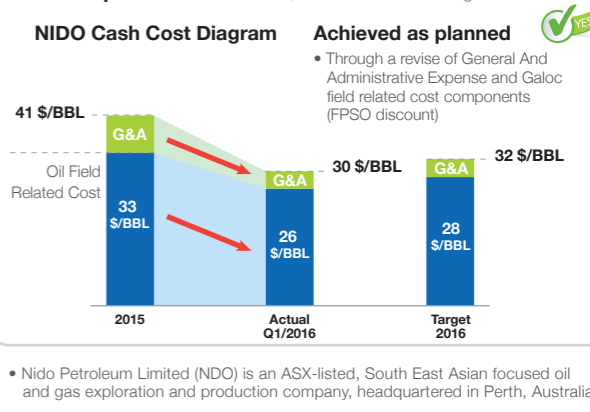 NIDO Cash Cost Diagram
Achieved as planned
YES
• Through a revise of General And
Administrative Expense and Galoc
field related cost components
(FPSO discount)
41 $/BBL
G&A
Oil Field
Related Cost
33
$/BBL
30 $/BBL
G&A
26
$/BBL
32 $/BBL
G&A
28
$/BBL
2015
Actual
Q1/2016
Target
2016
• Nido Petroleum Limited (NDO) is an ASX-listed, South East Asian focused oil
and gas exploration and production company, headquartered in Perth, Australia